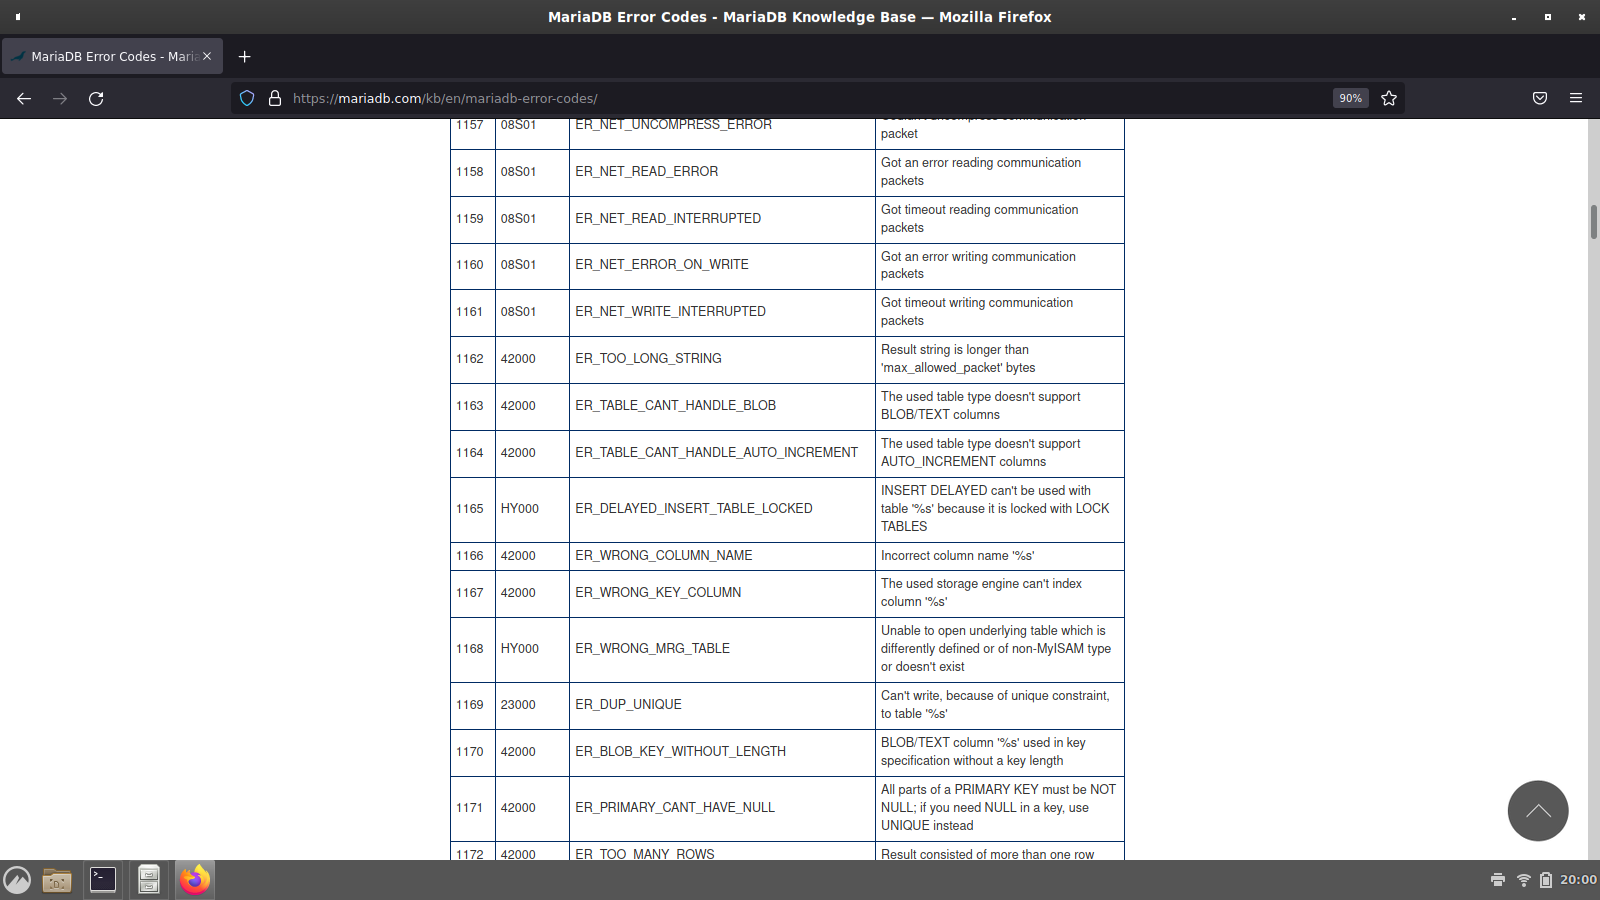 MariaDB Error Codes - MariaDB Knowledge Base — Mozilla Firefox
MariaDB Error Codes - Maria
https://mariadb.com/kb/en/mariadb-error-codes/
90%
1157 08S01 ER_NET_UNCOMPRESS_ERROR
packet
1158 08S01 ER_NET_READ_ERROR Got an error reading communication
packets
1159 08S01 ER_NET_READ_INTERRUPTED Got timeout reading communication
packets
1160 08S01 ER_NET_ERROR_ON_WRITE Got an error writing communication
packets
1161 08S01 ER_NET_WRITE_INTERRUPTED Got timeout writing communication
packets
1162 42000 ER_TOO_LONG_STRING Result string is longer than
'max_allowed_packet' bytes
1163 42000 ER_TABLE_CANT_HANDLE_BLOB The used table type doesn't support
BLOB/TEXT columns
1164 42000 ER_TABLE_CANT_HANDLE_AUTO_INCREMENT The used table type doesn't support
AUTO_INCREMENT columns
1165 HY000 ER_DELAYED_INSERT_TABLE_LOCKED INSERT DELAYED can't be used with
table '%s' because it is locked with LOCK
TABLES
1166 42000 ER_WRONG_COLUMN_NAME Incorrect column name '%s'
1167 42000 ER_WRONG_KEY_COLUMN The used storage engine can't index
column '%s'
1168 HY000 ER_WRONG_MRG_TABLE Unable to open underlying table which is
differently defined or of non-MyISAM type
or doesn't exist
1169 23000 ER_DUP_UNIQUE Can't write, because of unique constraint,
to table '%s'
1170 42000 ER_BLOB_KEY_WITHOUT_LENGTH BLOB/TEXT column '%s' used in key
specification without a key length
1171 42000 ER_PRIMARY_CANT_HAVE_NULL All parts of a PRIMARY KEY must be NOT
NULL; if you need NULL in a key, use
UNIQUE instead
1172 42000 ER_TOO_MANY_ROWS Result consisted of more than one row
20:00